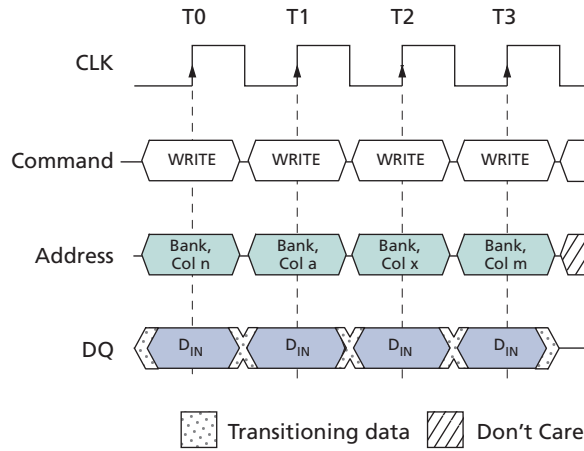 T0 T1 T2 T3
CLK
Command WRITE WRITE WRITE WRITE
Bank, Bank, Bank, Bank,
Address
Col n Col a Col x Col m
DQ DIN DIN DIN DIN
Transitioning data Don't Care